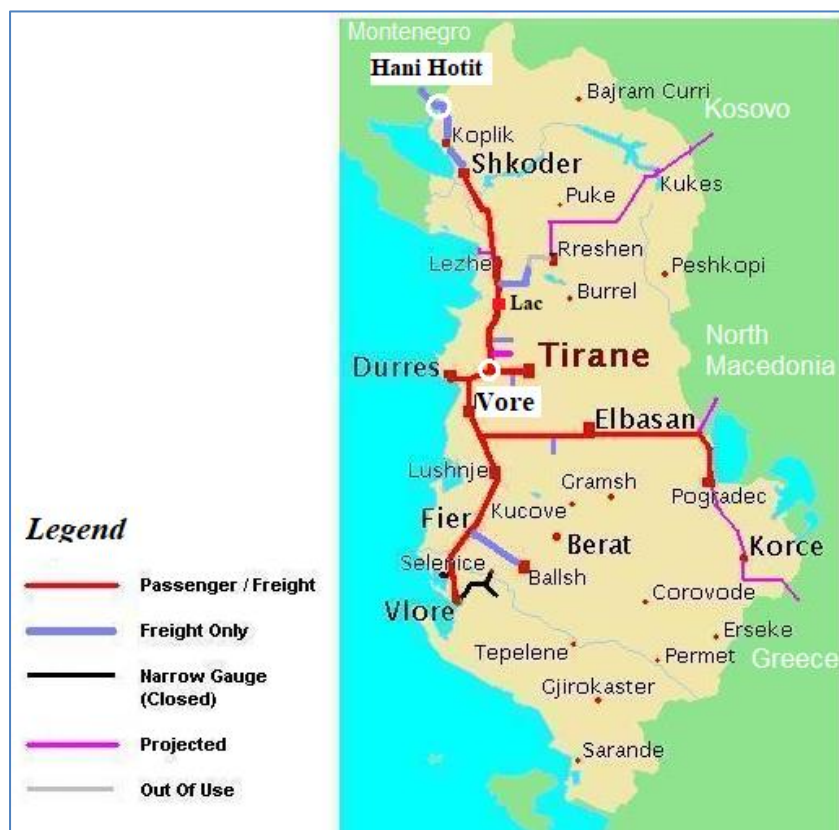 Montenegro
Hani Hotit
Bajram Curri
Kosovo
Koplik
Shkoder
Kukes
Puke
Lezhe
Rreshen
Peshkopi
Burrel
Lac
North
Macedonia
Tirane
Durres
Vore
Elbasan
Lushnje
Gramsh
Pogradec
Kucove
Fier
Berat
Korce
Selenice
Ballsh
Corovode
Vlore
Erseke
Tepelene
Permet
Greece
Gjirokaster
Sarande
Legend
Passenger / Freight
Freight Only
Narrow Gauge
(Closed)
Projected
Out Of Use